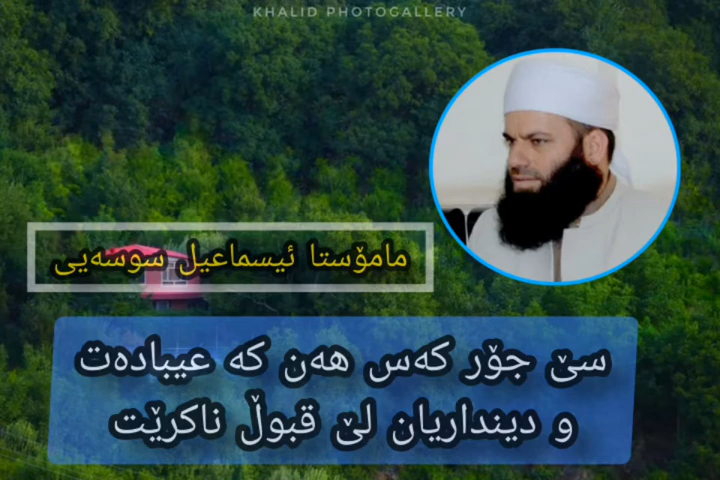 KHALID PHOTOGALLERY
مامۆستا ئیسماعیل سوسەیی
سێ جۆر کەس هەن کە عیبادەت
و دینداریان لێ قبوڵ ناکرێت